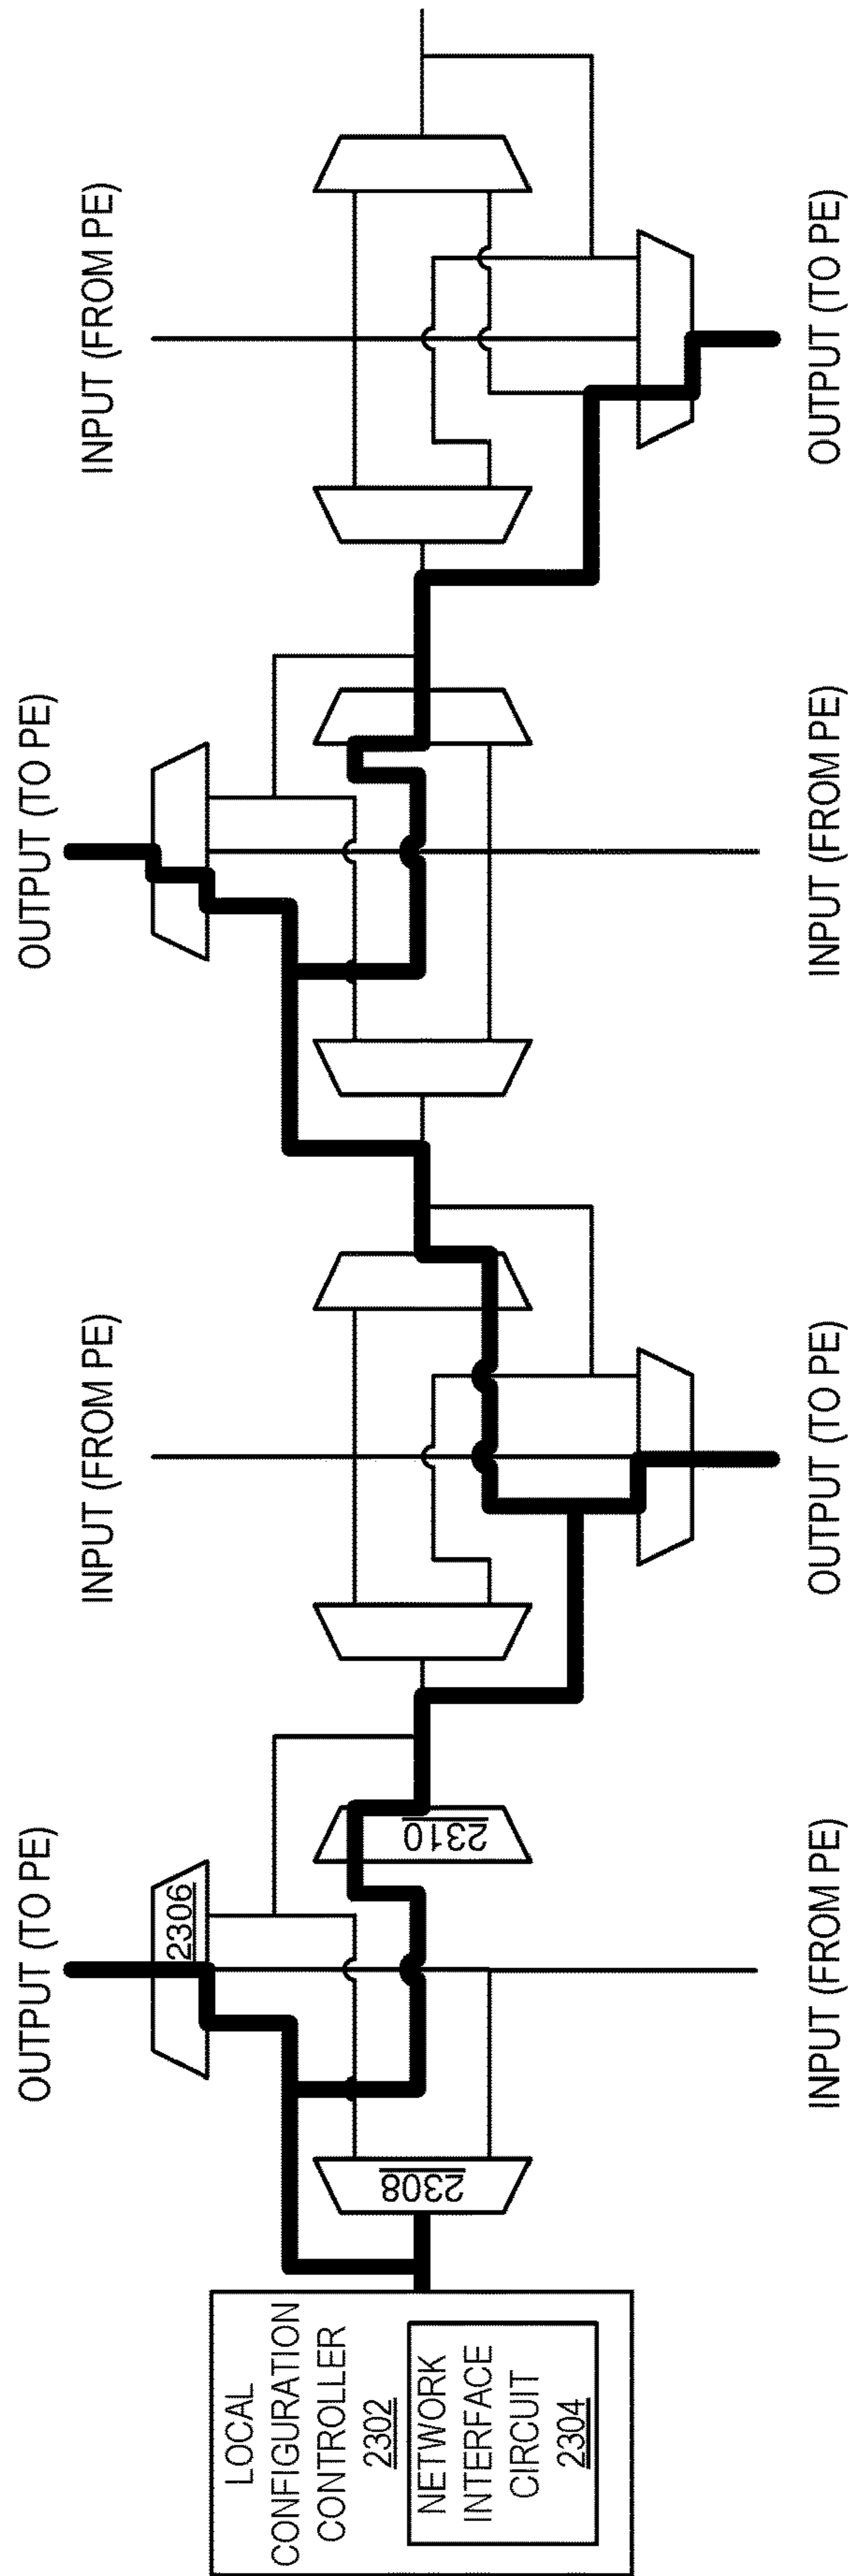 OUTPUT (TO PE)
INPUT (FROM PE)
OUTPUT (TO PE)
INPUT (FROM PE)
LOCAL
CONFIGURATION
CONTROLLER
2302
NETWORK
INTERFACE
CIRCUIT
2304
2306
2308
2310
INPUT (FROM PE)
OUTPUT (TO PE)
INPUT (FROM PE)
OUTPUT (TO PE)